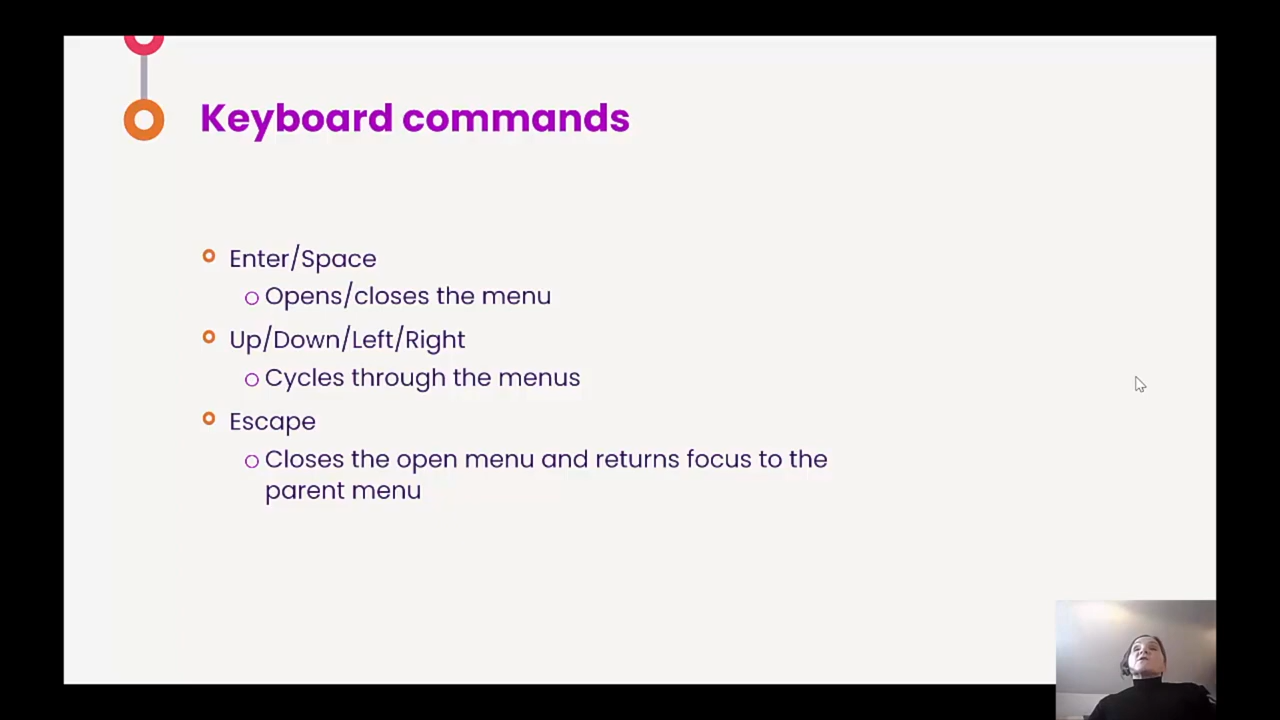 Keyboard commands
Enter/Space
Opens/closes the menu
Up/Down/Left/Right
Cycles through the menus
Escape
Closes the open menu and returns focus to the
parent menu